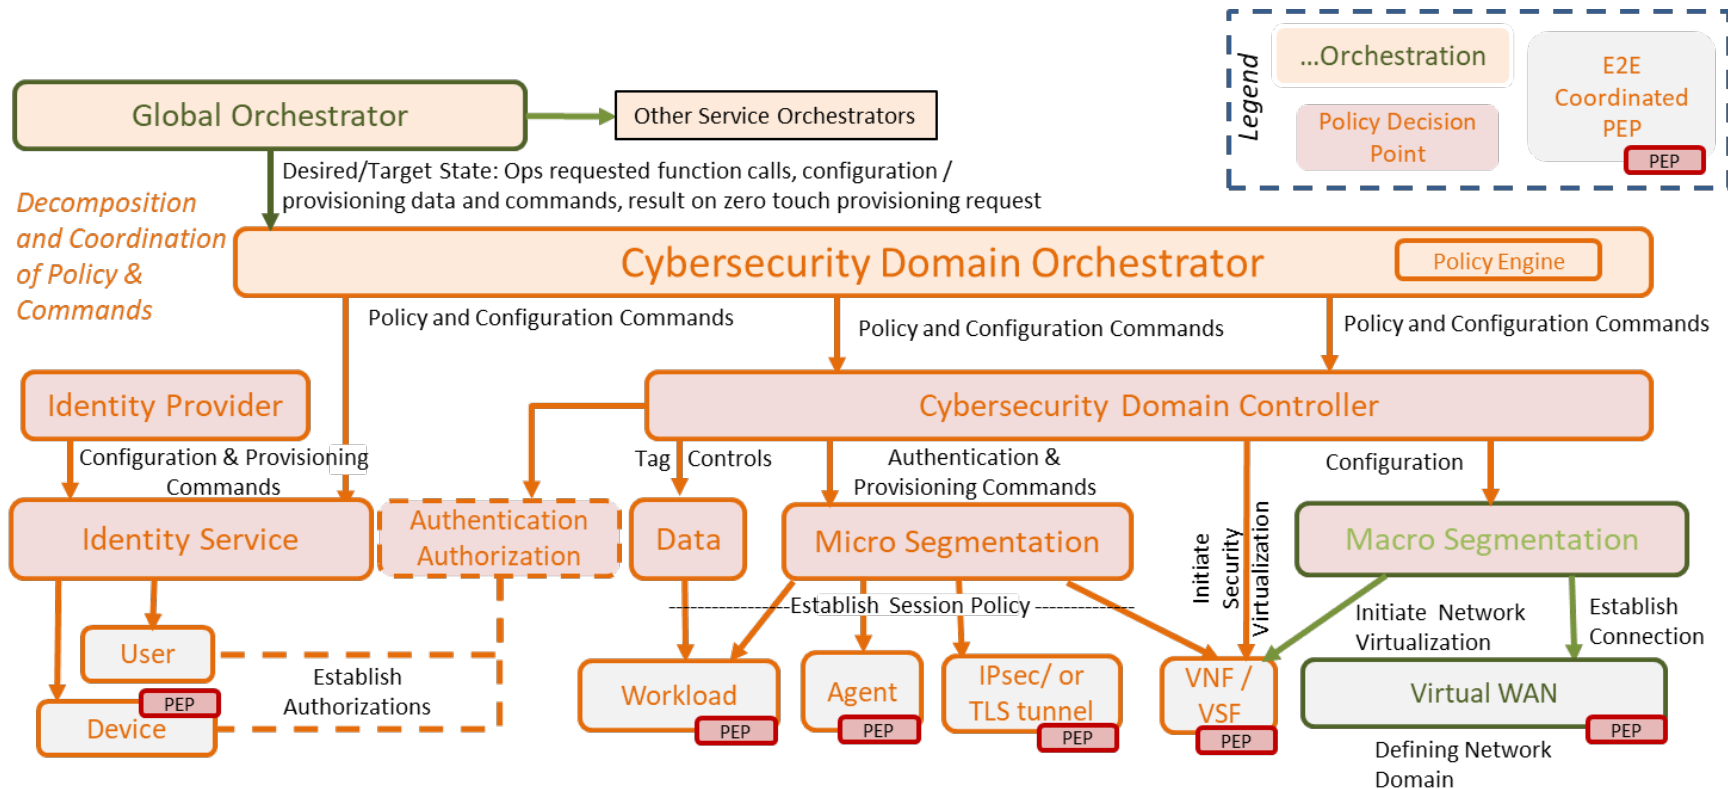 Legend
...Orchestration
E2E
Coordinated
PEP
PEP
Policy Decision
Point
Global Orchestrator
Other Service Orchestrators
Desired/Target State: Ops requested function calls, configuration /
provisioning data and commands, result on zero touch provisioning request
Decomposition
and Coordination
of Policy &
Commands
Cybersecurity Domain Orchestrator
Policy Engine
Policy and Configuration Commands
Policy and Configuration Commands
Policy and Configuration Commands
Identity Provider
Cybersecurity Domain Controller
Configuration & Provisioning
Commands
Tag Controls
Authentication &
Provisioning Commands
Configuration
Identity Service
Authentication
Authorization
Data
Micro Segmentation
Initiate
Security
Virtualization
Macro Segmentation
Establish Session Policy
Initiate Network
Virtualization
Establish
Connection
User
Establish
Authorizations
Device
PEP
Workload
PEP
Agent
PEP
IPsec/ or
TLS tunnel
PEP
VNF /
VSF
PEP
Virtual WAN
PEP
Defining Network
Domain